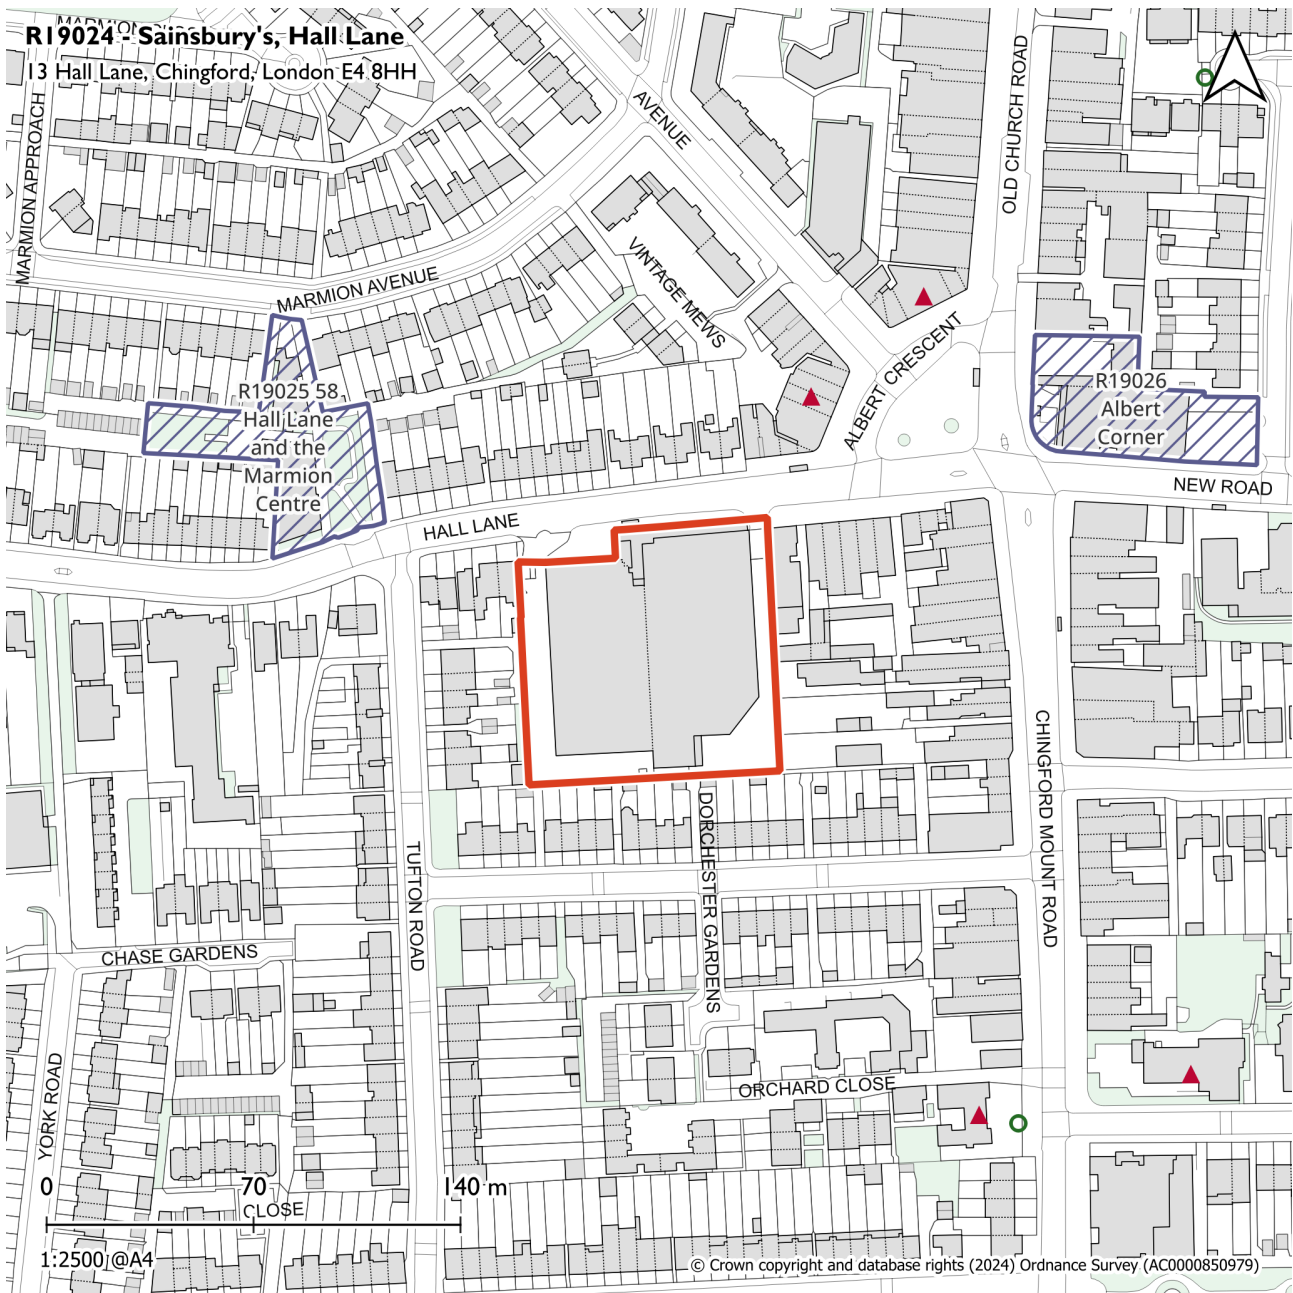 MARMION
R19024 - Sainsbury's, Hall Lane
13 Hall Lane, Chingford, London E4 8HH
MARMION APPROACH
AVENUE
OLD CHURCH ROAD
VINTAGE MEWS
MARMION AVENUE
ALBERT CRESCENT
R19025 58
Hall Lane
and the
Marmion
Centre
R19026
Albert
Corner
NEW ROAD
HALL LANE
CHINGFORD MOUNT ROAD
DORCHESTER GARDENS
TUFTON ROAD
CHASE GARDENS
YORK ROAD
ORCHARD CLOSE
0 70 140 m
CLOSE
1:2500 @A4
© Crown copyright and database rights (2024) Ordnance Survey (AC0000850979)